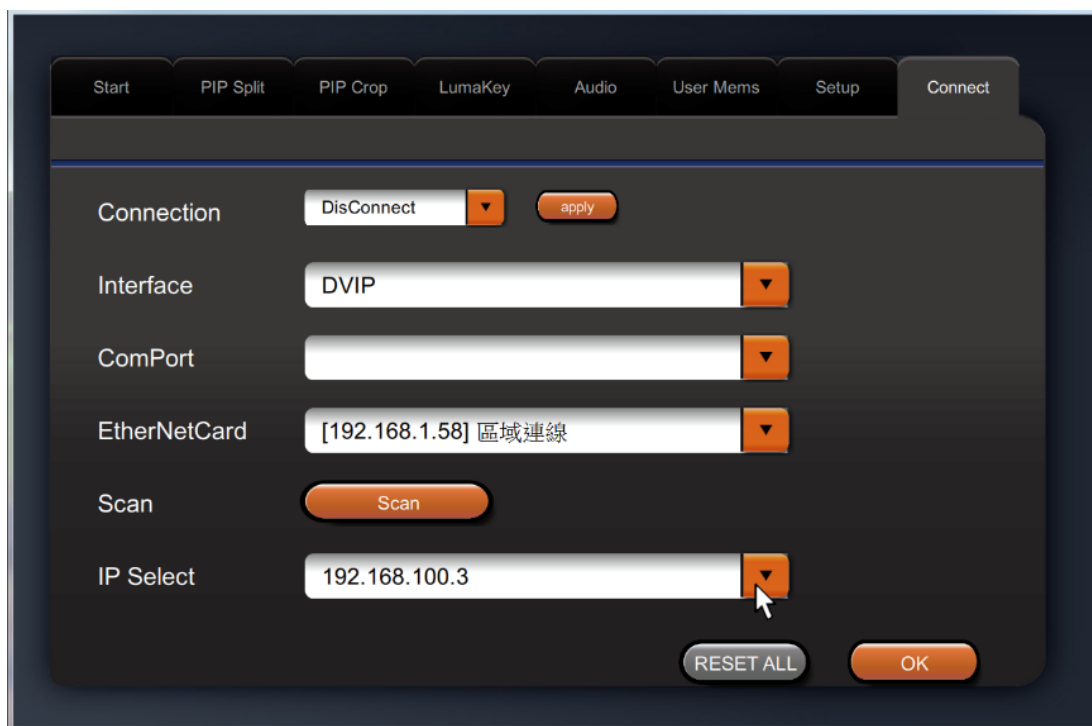 Start PIP Split PIP Crop LumaKey Audio User Mems Setup Connect
Connection DisConnect apply
Interface DVIP
ComPort
EtherNetCard [192.168.1.58] 區域連線
Scan Scan
IP Select 192.168.100.3
RESET ALL OK